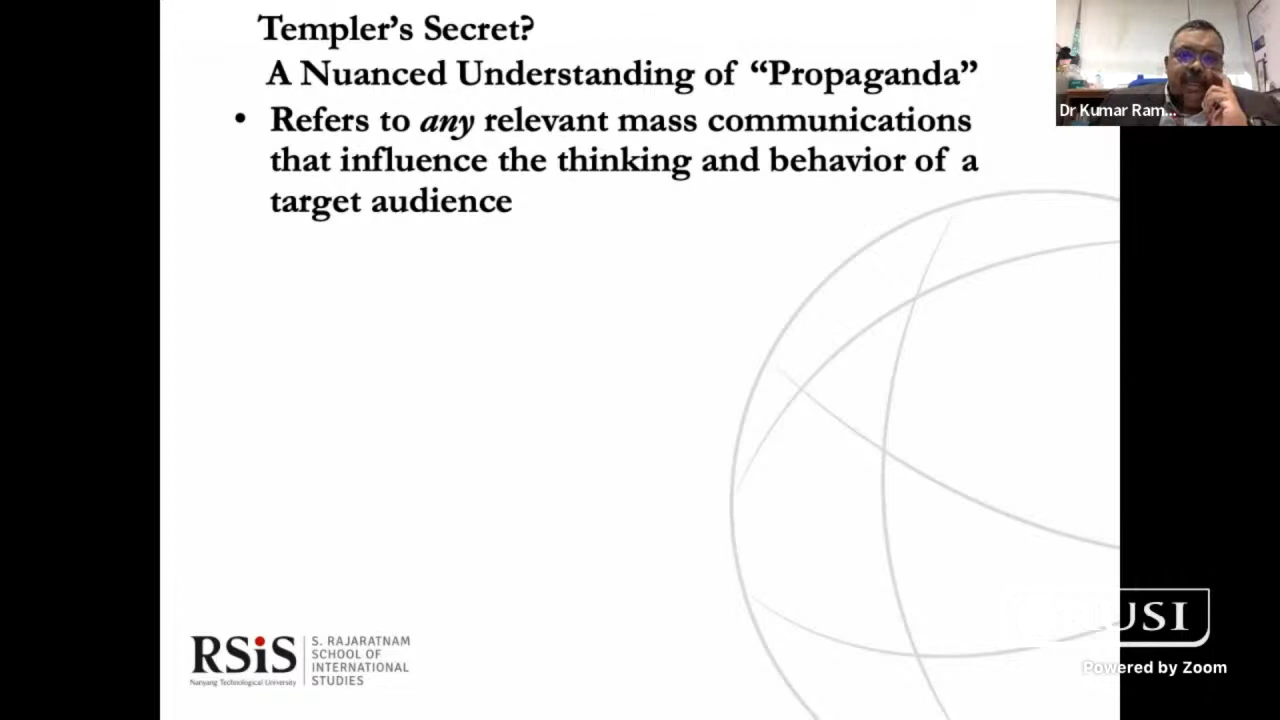 Templer’s Secret?
A Nuanced Understanding of “Propaganda”
• Refers to any relevant mass communications
that influence the thinking and behavior of a
target audience
Dr Kumar Ram...
RSiS
Nanyang Technological University
S. RAJARATNAM
SCHOOL OF
INTERNATIONAL
STUDIES
USI
Powered by Zoom